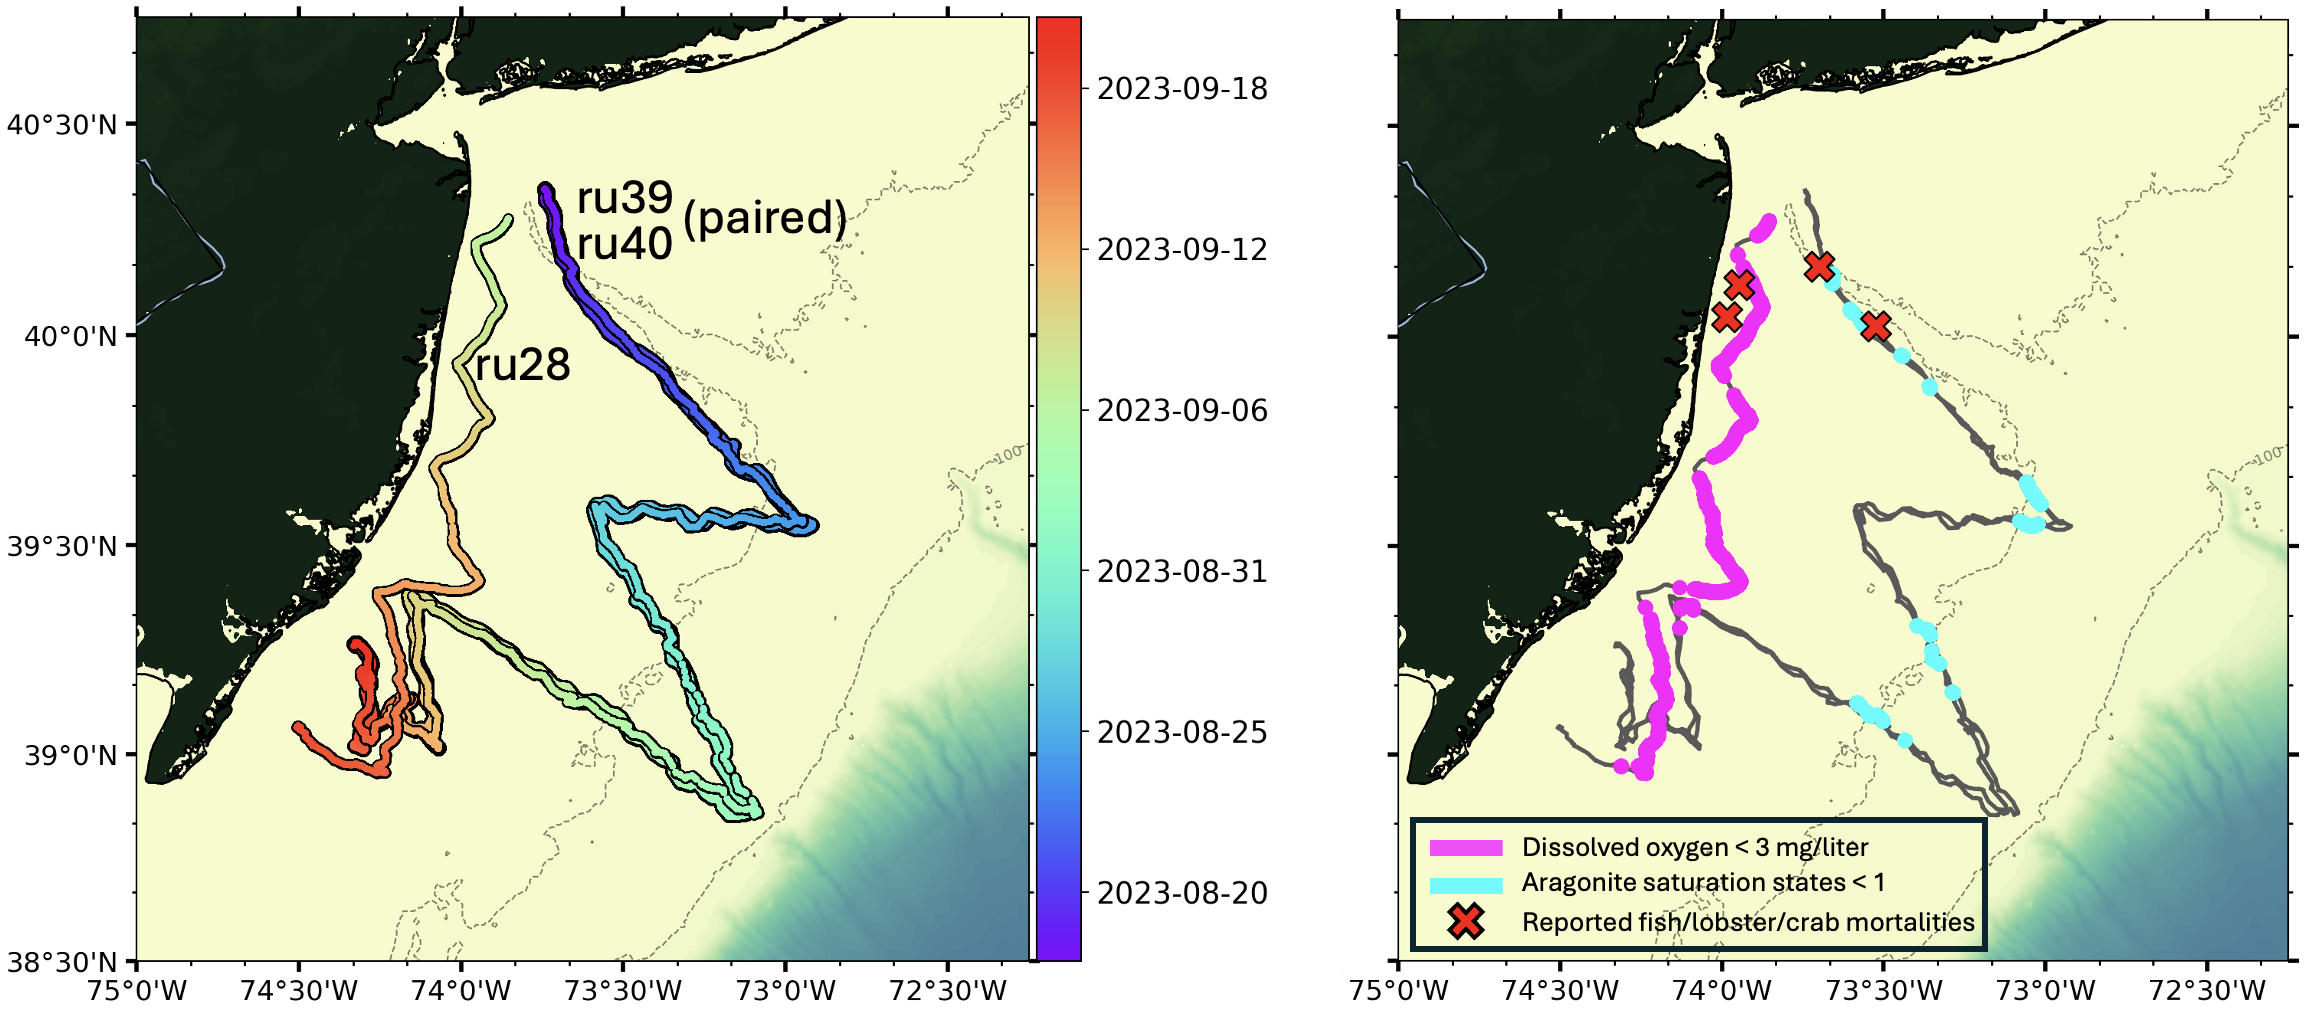 40°30'N
40°0'N
39°30'N
39°0'N
38°30'N
75°0'W
74°30'W
74°0'W
73°30'W
73°0'W
72°30'W
ru39
ru40
(paired)
ru28
-100
2023-09-18
2023-09-12
2023-09-06
2023-08-31
2023-08-25
2023-08-20
-100
Dissolved oxygen < 3 mg/liter
Aragonite saturation states < 1
Reported fish/lobster/crab mortalities
75°0'W
74°30'W
74°0'W
73°30'W
73°0'W
72°30'W